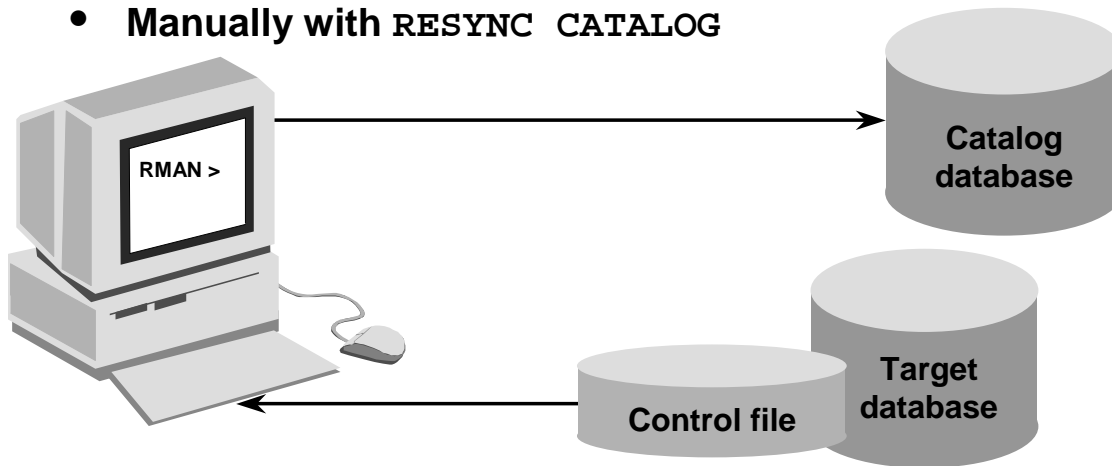 • Manually with RESYNC CATALOG
RMAN >
Catalog
database
Target
database
Control file